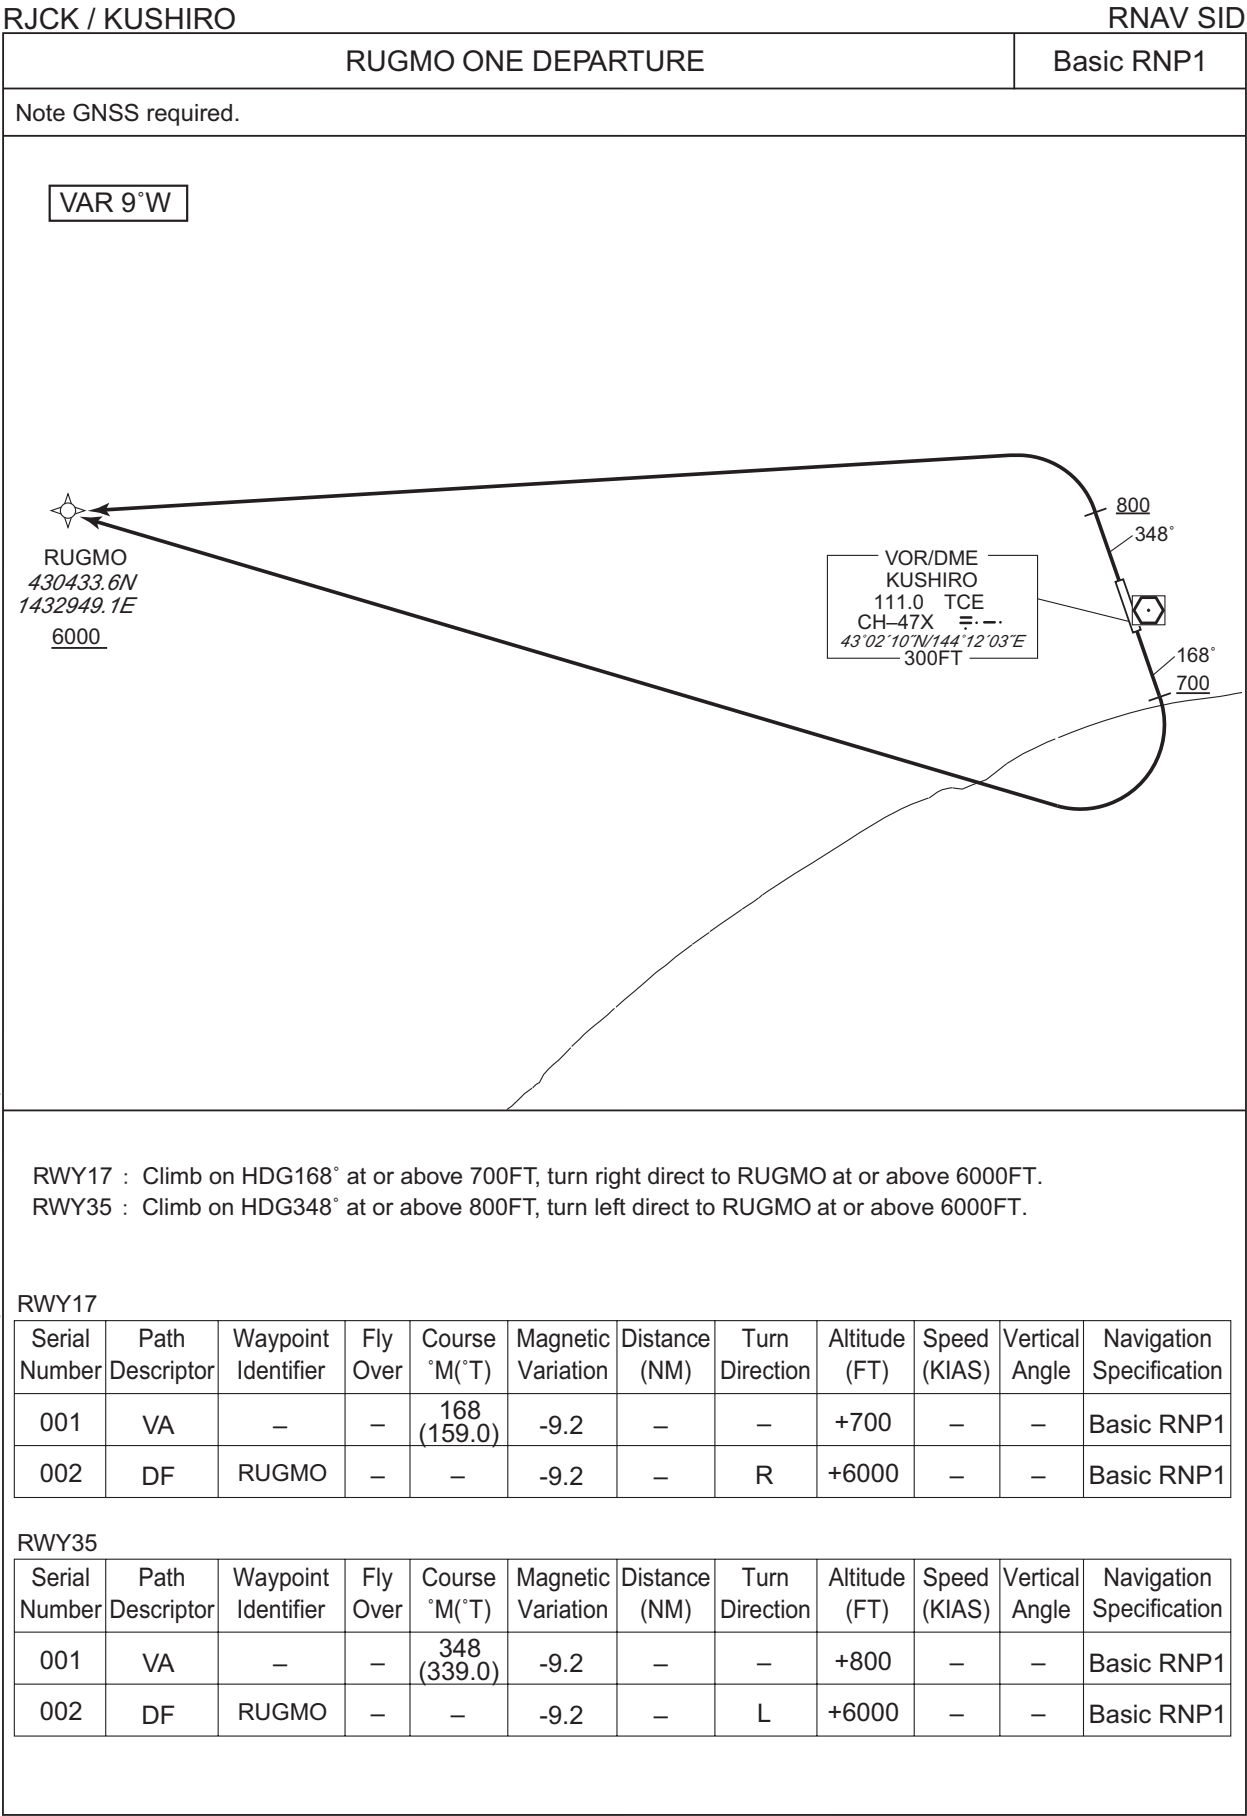 RJCK / KUSHIRO RNAV SID
RUGMO ONE DEPARTURE Basic RNP1
Note GNSS required.
VAR 9˚W
800
348˚
RUGMO
430433.6N
1432949.1E
6000
VOR/DME
KUSHIRO
111.0 TCE
CH–47X
43°02´10˝N/144°12´03˝E
300FT
168˚
700
RWY17 : Climb on HDG168˚ at or above 700FT, turn right direct to RUGMO at or above 6000FT.
RWY35 : Climb on HDG348˚ at or above 800FT, turn left direct to RUGMO at or above 6000FT.
RWY17
Serial Path Waypoint Fly Course Magnetic Distance Turn Altitude Speed Vertical Navigation
Number Descriptor Identifier Over ˚M(˚T) Variation (NM) Direction (FT) (KIAS) Angle Specification
001 VA – – 168 (159.0) -9.2 – – +700 – – Basic RNP1
002 DF RUGMO – – -9.2 – R +6000 – – Basic RNP1
RWY35
Serial Path Waypoint Fly Course Magnetic Distance Turn Altitude Speed Vertical Navigation
Number Descriptor Identifier Over ˚M(˚T) Variation (NM) Direction (FT) (KIAS) Angle Specification
001 VA – – 348 (339.0) -9.2 – – +800 – – Basic RNP1
002 DF RUGMO – – -9.2 – L +6000 – – Basic RNP1